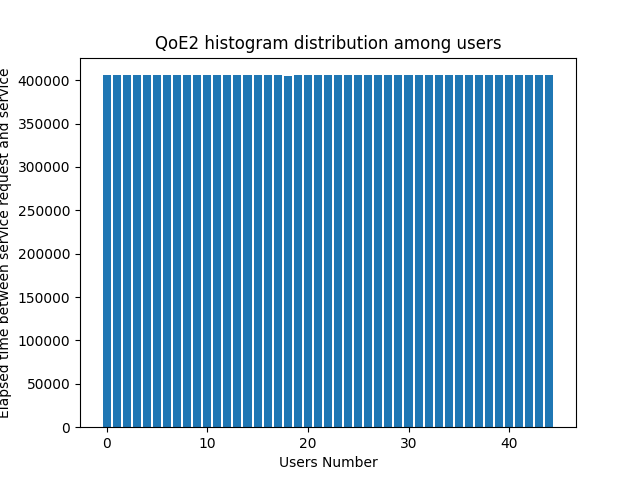 QoE2 histogram distribution among users
Elapsed time between service request and service
400000
350000
300000
250000
200000
150000
100000
50000
0
0 10 20 30 40
Users Number